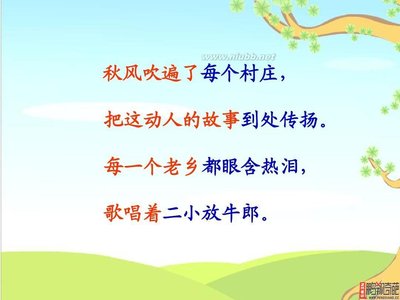 www.niubb.net
秋风吹遍了每个村庄，
把这动人的故事到处传扬。
每一个老乡都眼含热泪，
歌唱着二小放牛郎。